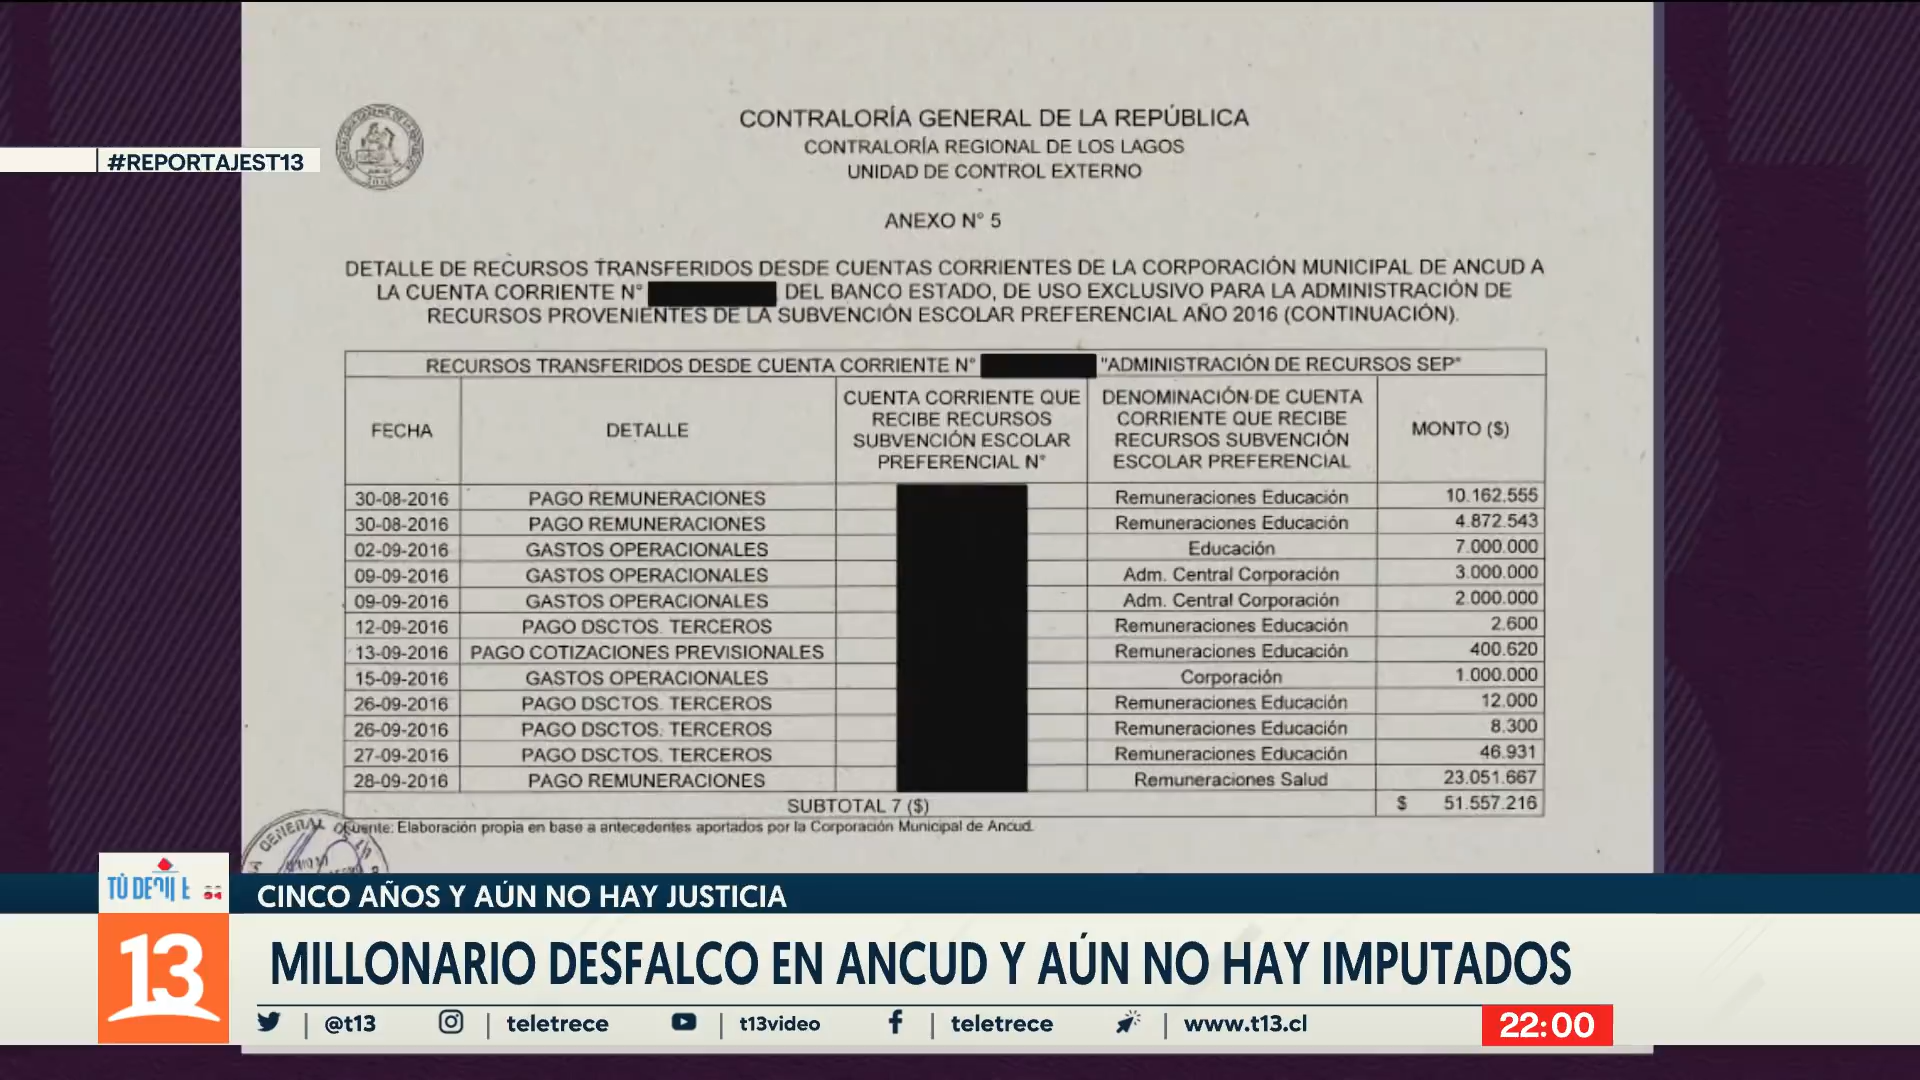 #REPORTAJEST13
CONTRALORÍA GENERAL DE LA REPÚBLICA
CONTRALORÍA REGIONAL DE LOS LAGOS
UNIDAD DE CONTROL EXTERNO
ANEXO N° 5
DETALLE DE RECURSOS TRANSFERIDOS DESDE CUENTAS CORRIENTES DE LA CORPORACIÓN MUNICIPAL DE ANCUD A
LA CUENTA CORRIENTE N° DEL BANCO ESTADO, DE USO EXCLUSIVO PARA LA ADMINISTRACIÓN DE
RECURSOS PROVENIENTES DE LA SUBVENCIÓN ESCOLAR PREFERENCIAL AÑO 2016 (CONTINUACIÓN).
RECURSOS TRANSFERIDOS DESDE CUENTA CORRIENTE N° "ADMINISTRACIÓN DE RECURSOS SEP"
FECHA
DETALLE
CUENTA CORRIENTE QUE
RECIBE RECURSOS
SUBVENCIÓN ESCOLAR
PREFERENCIAL N°
DENOMINACIÓN DE CUENTA
CORRIENTE QUE RECIBE
RECURSOS SUBVENCIÓN
ESCOLAR PREFERENCIAL
MONTO ($)
30-08-2016 PAGO REMUNERACIONES Remuneraciones Educación 10.162.555
30-08-2016 PAGO REMUNERACIONES Remuneraciones Educación 4.872.543
02-09-2016 GASTOS OPERACIONALES Educación 7.000.000
09-09-2016 GASTOS OPERACIONALES Adm. Central Corporación 3.000.000
09-09-2016 GASTOS OPERACIONALES Adm. Central Corporación 2.000.000
12-09-2016 PAGO DSCTOS. TERCEROS Remuneraciones Educación 2.600
13-09-2016 PAGO COTIZACIONES PREVISIONALES Remuneraciones Educación 400.620
15-09-2016 GASTOS OPERACIONALES Corporación 1.000.000
26-09-2016 PAGO DSCTOS. TERCEROS Remuneraciones Educación 12.000
26-09-2016 PAGO DSCTOS. TERCEROS Remuneraciones Educación 8.300
27-09-2016 PAGO DSCTOS. TERCEROS Remuneraciones Educación 46.931
28-09-2016 PAGO REMUNERACIONES Remuneraciones Salud 23.051.667
SUBTOTAL 7 ($) $ 51.557.216
Fuente: Elaboración propia en base a antecedentes aportados por la Corporación Municipal de Ancud.
GENERAL
TÚ
CINCO AÑOS Y AÚN NO HAY JUSTICIA
13
MILLONARIO DESFALCO EN ANCUD Y AÚN NO HAY IMPUTADOS
| @t13 | teletrece | t13video | teletrece | www.t13.cl
22:00